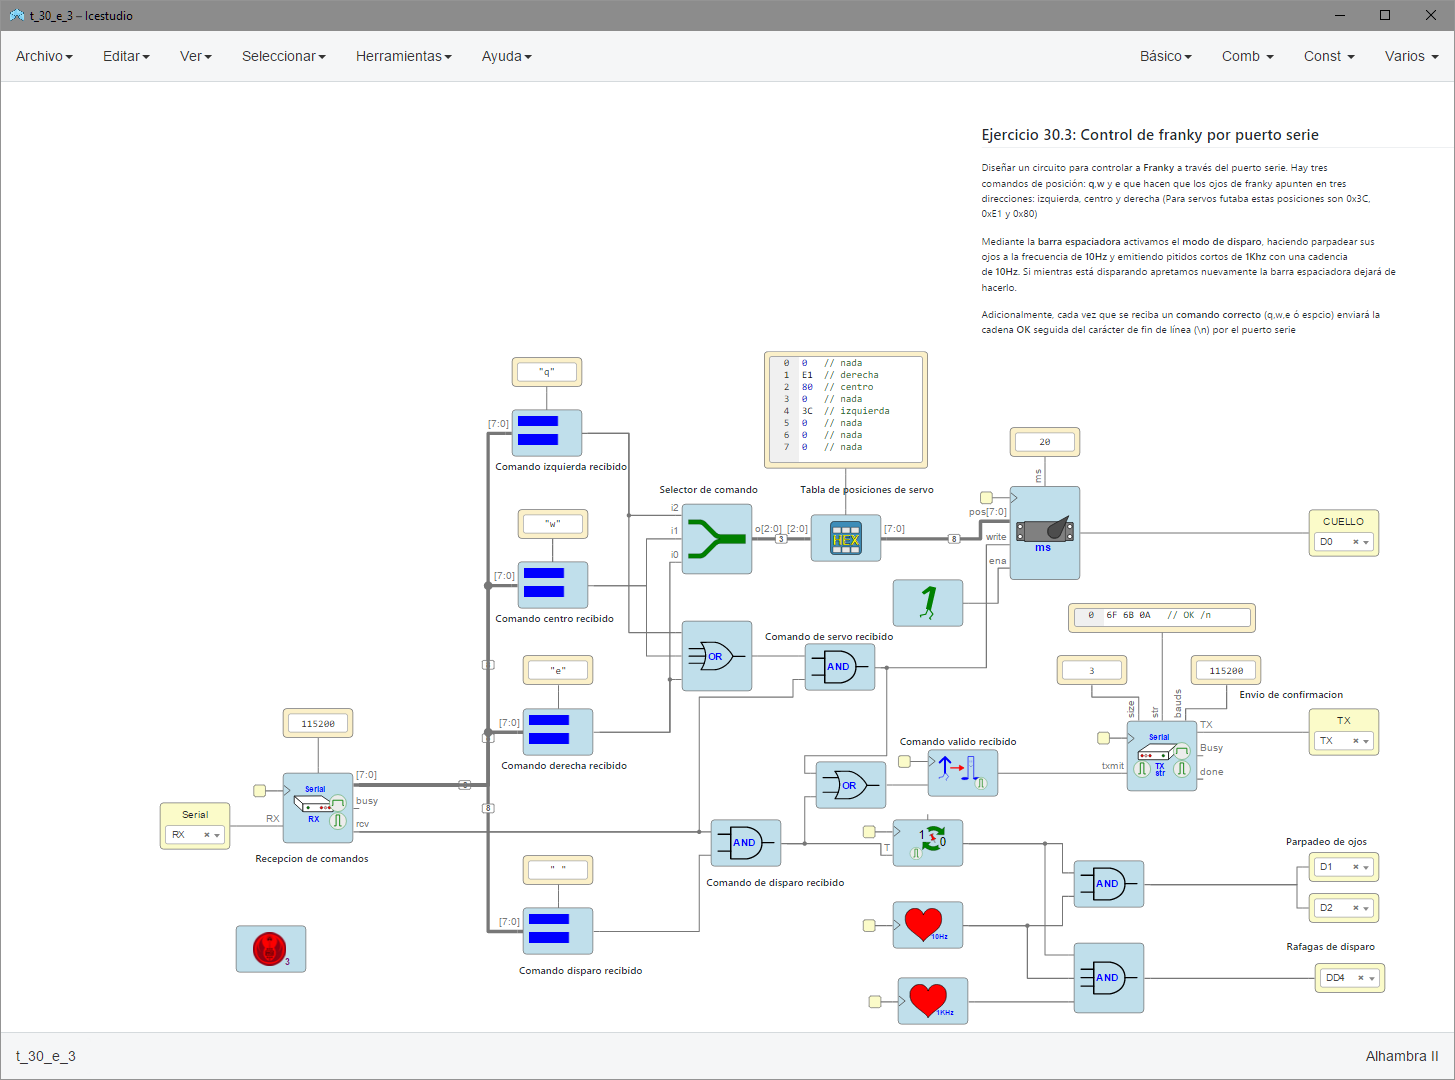 t_30_e_3 – Icestudio
Archivo Editar Ver Seleccionar Herramientas Ayuda Básico Comb Const Varios
Ejercicio 30.3: Control de franky por puerto serie
Diseñar un circuito para controlar a Franky a través del puerto serie. Hay tres
comandos de posición: q,w y e que hacen que los ojos de franky apunten en tres
direcciones: izquierda, centro y derecha (Para servos futaba estas posiciones son 0x3C,
0xE1 y 0x80)
Mediante la barra espaciadora activamos el modo de disparo, haciendo parpadear sus
ojos a la frecuencia de 10Hz y emitiendo pitidos cortos de 1Khz con una cadencia
de 10Hz. Si mientras está disparando apretamos nuevamente la barra espaciadora dejará de
hacerlo.
Adicionalmente, cada vez que se reciba un comando correcto (q,w,e ó espcio) enviará la
cadena OK seguida del carácter de fin de línea (\n) por el puerto serie
"q"
[7:0]
Comando izquierda recibido
0 0 // nada
1 E1 // derecha
2 80 // centro
3 0 // nada
4 3C // izquierda
5 0 // nada
6 0 // nada
7 0 // nada
20
ms
Selector de comando
Tabla de posiciones de servo
"w"
[7:0]
Comando centro recibido
i2
i1
i0
o[2:0]
3
[2:0]
HEX
[7:0]
8
pos[7:0]
write
ena
ms
CUELLO
D0
1
0 6F 6B 0A // OK /n
OR
Comando de servo recibido
AND
"e"
[7:0]
Comando derecha recibido
3
115200
size
str
bauds
Envio de confirmacion
TX
TX
Serial
TX
str
txmit
TX
Busy
done
115200
Serial
RX
Serial
RX
RX
[7:0]
busy
rcv
8
8
Recepcion de comandos
Comando valido recibido
OR
AND
Comando de disparo recibido
T
1
0
" "
[7:0]
Comando disparo recibido
3
10Hz
1KHz
AND
AND
Parpadeo de ojos
D1
D2
Rafagas de disparo
DD4
t_30_e_3
Alhambra II